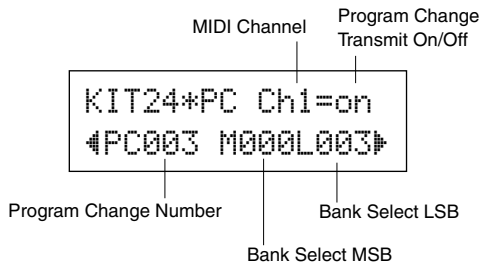 MIDI Channel
Program Change
Transmit On/Off
KIT24*PC Ch1=on
PC003 M000L003
Program Change Number
Bank Select LSB
Bank Select MSB